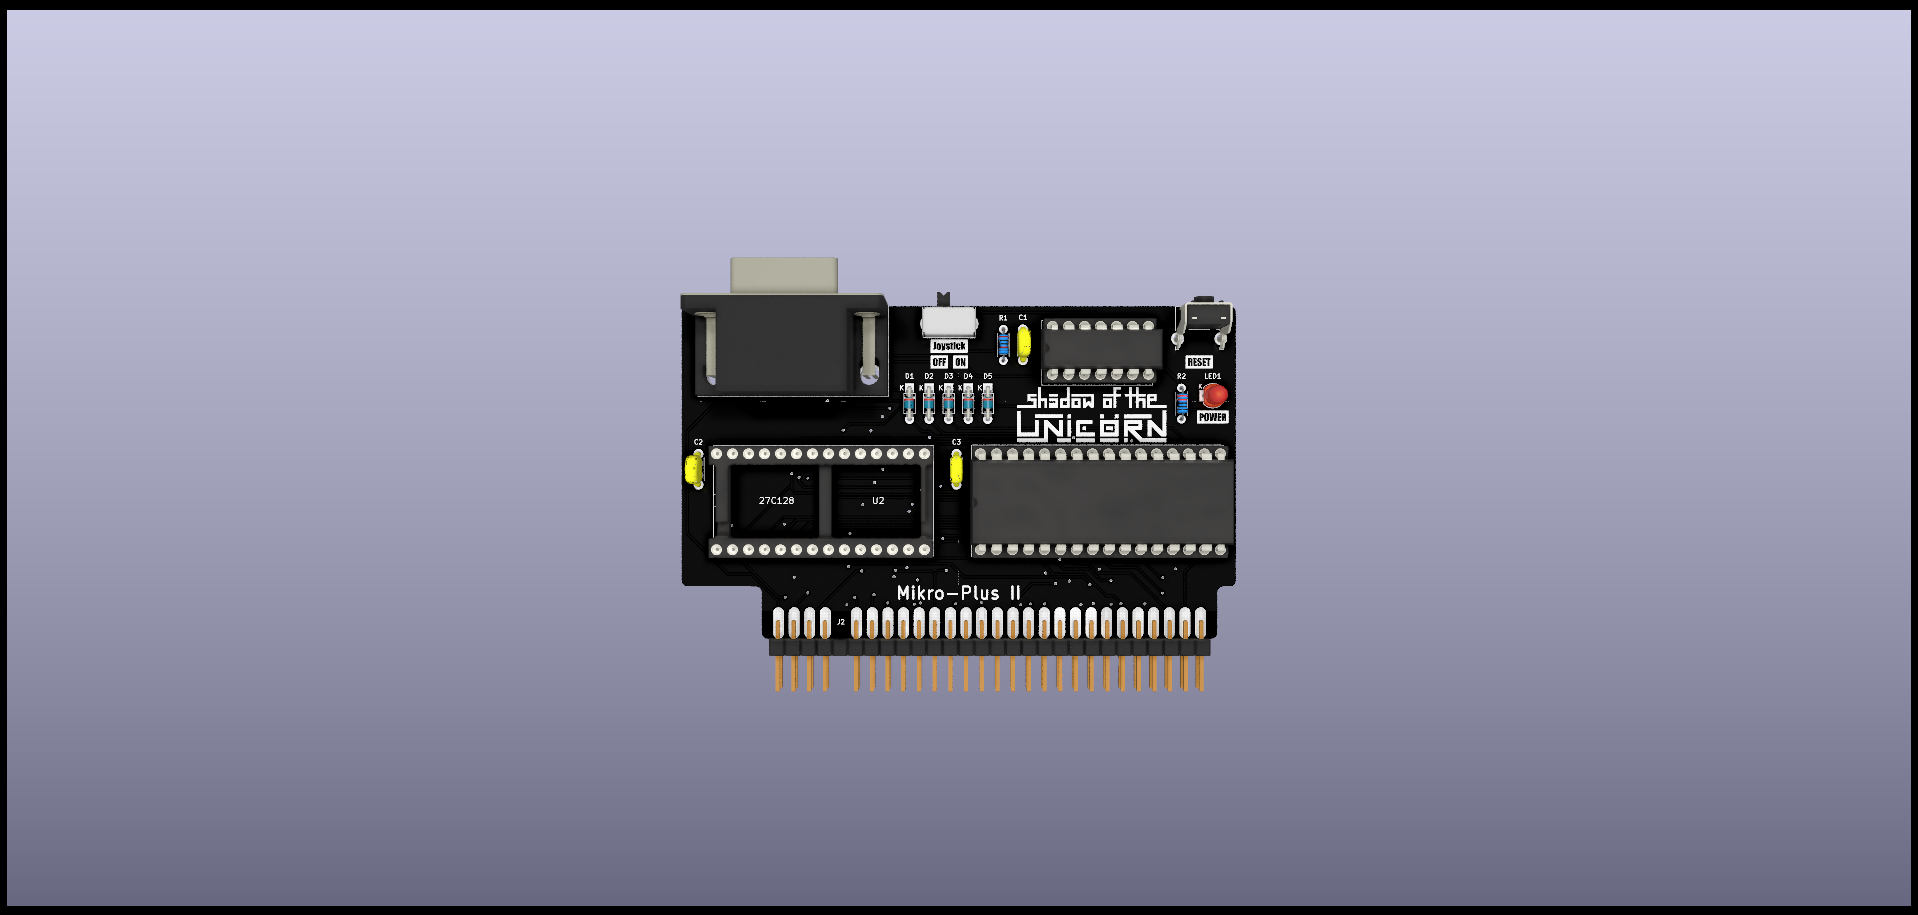 R1 C1
Joystick
OFF ON
RESET
D1 D2 D3 D4 D5
K K K K K
R2 LED1
K
shadow of the
UNICORN
POWER
C2 C3
27C128 U2
Mikro-Plus II
J2